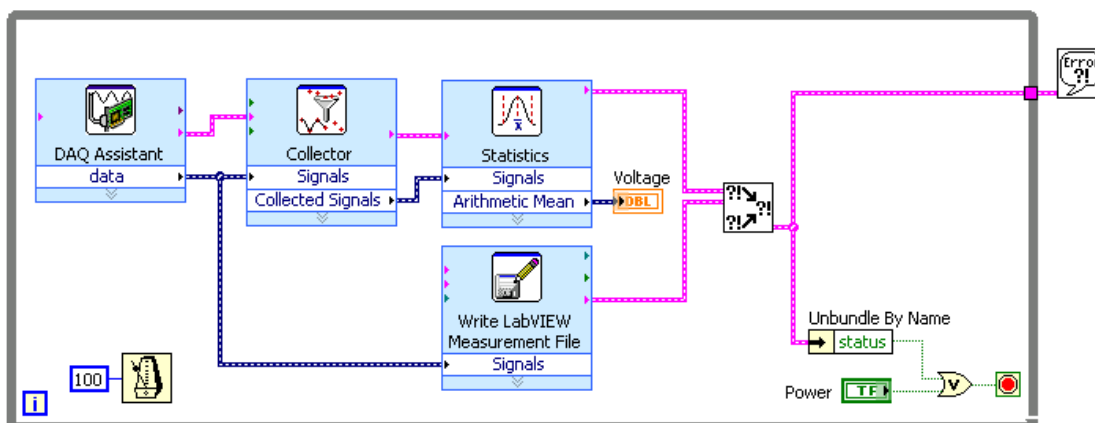 Error
?!
DAQ Assistant
data
Collector
Signals
Collected Signals
Statistics
Signals
Arithmetic Mean
Voltage
DBL
?!
?!
?!
Write LabVIEW
Measurement File
Signals
Unbundle By Name
status
100
Power
TF
V
i